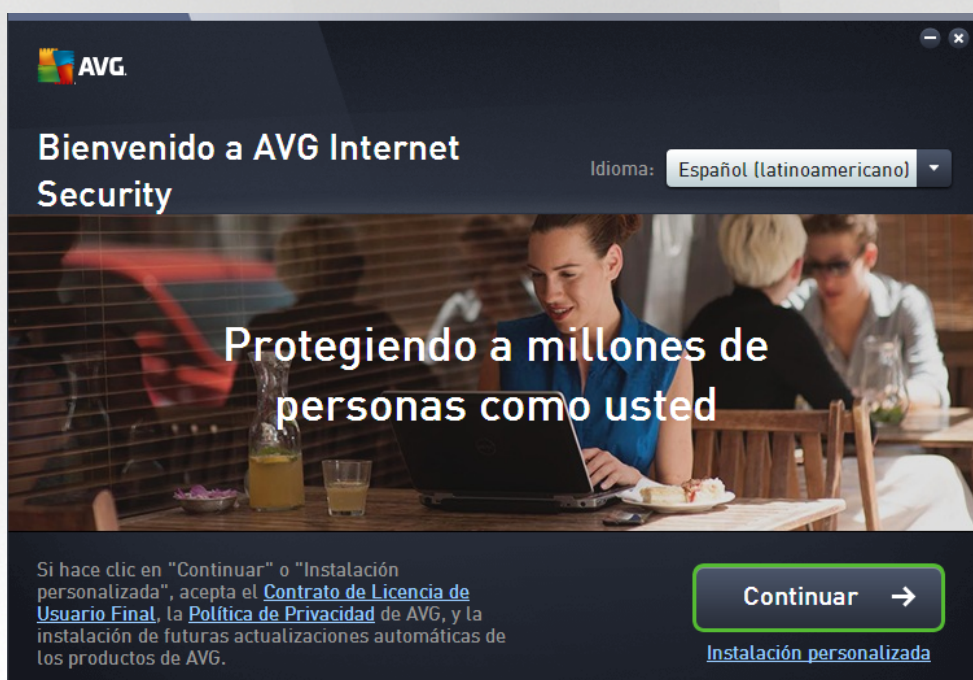 AVG.
Bienvenido a AVG Internet
Security
Idioma:
Español (latinoamericano)
Protegiendo a millones de
personas como usted
Si hace clic en "Continuar" o "Instalación
personalizada", acepta el Contrato de Licencia de
Usuario Final, la Política de Privacidad de AVG, y la
instalación de futuras actualizaciones automáticas de
los productos de AVG.
Continuar →
Instalación personalizada